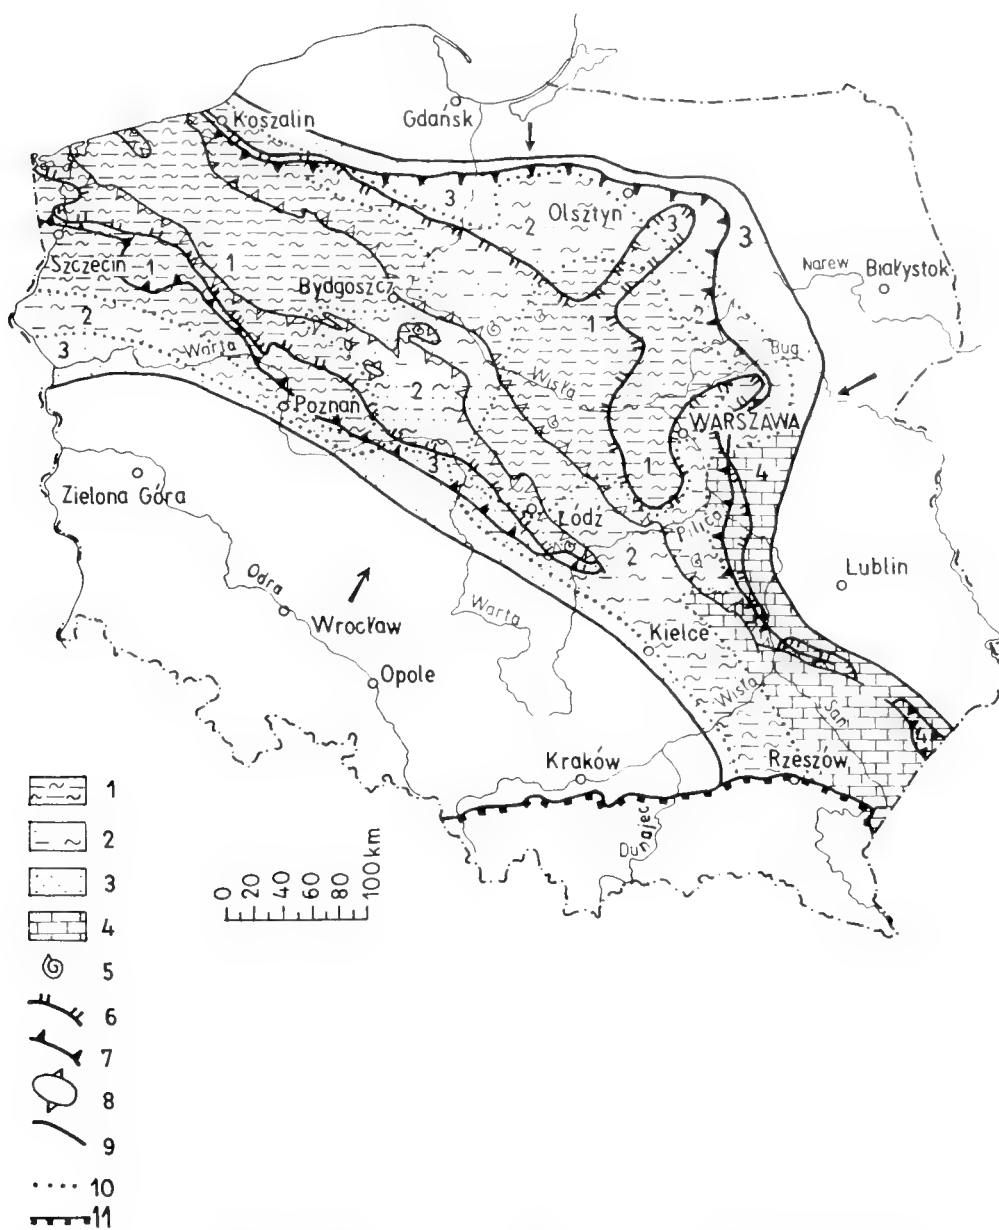 Koszalin
Gdańsk
3
Olsztyn
2
3
3
Szczecin
1
1
Narew
Białystok
Bydgoszcz
1
2
3
Warta
Bug
Wisła
2
Poznań
WARSZAWA
3
1
4
Zielona Góra
Łódź
Pilica
2
Lublin
Odra
Warta
Wrocław
Kielce
Opole
Wisła
San
4
Kraków
Rzeszów
Dunajec
1
2
3
4
5
6
7
8
9
10
11
0
20
40
60
80
100km